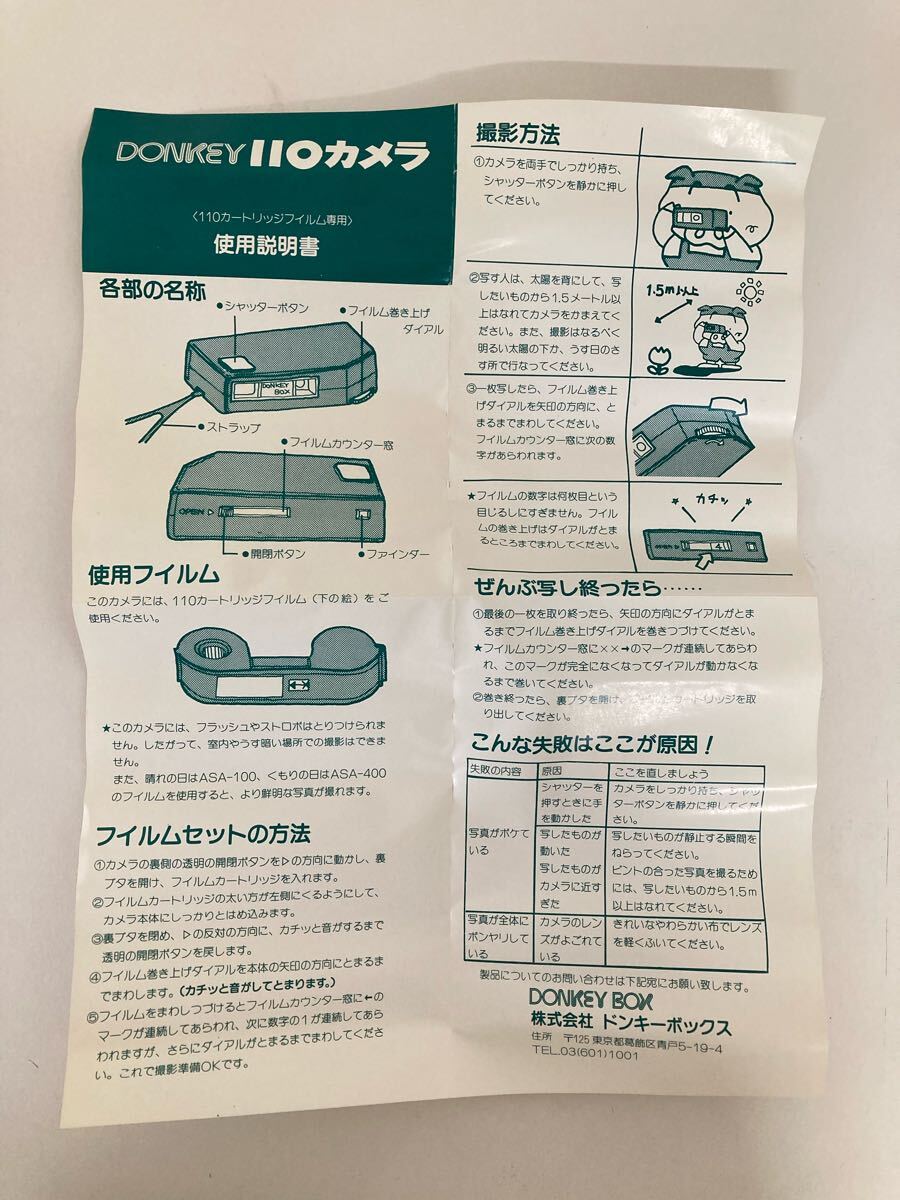 DONKEY 110カメラ
〈110カートリッジフイルム専用〉
使用説明書
各部の名称
●シャッターボタン
●フイルム巻き上げ
ダイアル
DONKEY
BOX
●ストラップ
●フイルムカウンター窓
OPEN ▷
●開閉ボタン
●ファインダー
使用フイルム
このカメラには、110カートリッジフイルム（下の絵）をご
使用ください。
★このカメラには、フラッシュやストロボはとりつけられま
せん。したがって、室内やうす暗い場所での撮影はできま
せん。
また、晴れの日はASA-100、くもりの日はASA-400
のフイルムを使用すると、より鮮明な写真が撮れます。
フイルムセットの方法
①カメラの裏側の透明の開閉ボタンを▷の方向に動かし、裏
ブタを開け、フイルムカートリッジを入れます。
②フイルムカートリッジの太い方が左側にくるようにして、
カメラ本体にしっかりとはめ込みます。
③裏ブタを閉め、▷の反対の方向に、カチッと音がするまで
透明の開閉ボタンを戻します。
④フイルム巻き上げダイアルを本体の矢印の方向にとまるま
でまわします。（カチッと音がしてとまります。）
⑤フイルムをまわしつづけるとフイルムカウンター窓に←の
マークが連続してあらわれ、次に数字の1が連続してあら
われますが、さらにダイアルがとまるまでまわしてくださ
い。これで撮影準備OKです。
撮影方法
①カメラを両手でしっかり持ち、
シャッターボタンを静かに押し
てください。
②写す人は、太陽を背にして、写
したいものから1.5メートル以
上はなれてカメラをかまえてく
ださい。また、撮影はなるべく
明るい太陽の下か、うす日のさ
す所で行なってください。
1.5m以上
③一枚写したら、フイルム巻き上
げダイアルを矢印の方向に、と
まるまでまわしてください。
フイルムカウンター窓に次の数
字があらわれます。
★フイルムの数字は何枚目という
目じるしにすぎません。フイル
ムの巻き上げはダイアルがとま
るところまでまわしてください。
カチッ
OPEN ▷
4
ぜんぶ写し終ったら……
①最後の一枚を取り終ったら、矢印の方向にダイアルがとま
るまでフイルム巻き上げダイアルを巻きつづけてください。
★フイルムカウンター窓に××→のマークが連続してあらわ
れ、このマークが完全になくなってダイアルが動かなくな
るまで巻いてください。
②巻き終ったら、裏ブタを開け、カートリッジを取
り出してください。
こんな失敗はここが原因！
失敗の内容 原因 ここを直しましょう
写真がボケて
いる
シャッターを
押すときに手
を動かした
カメラをしっかり持ち、シャッ
ターボタンを静かに押してくだ
さい。
写したものが
動いた
写したいものが静止する瞬間を
ねらってください。
写したものが
カメラに近す
ぎた
ピントの合った写真を撮るため
には、写したいものから1.5m
以上はなれてください。
写真が全体に
ボンヤリして
いる
カメラのレン
ズがよごれて
いる
きれいなやわらかい布でレンズ
を軽くふいてください。
製品についてのお問い合わせは下記宛にお願い致します。
DONKEY BOX
株式会社 ドンキーボックス
住所 〒125 東京都葛飾区青戸5-19-4
TEL.03(601)1001